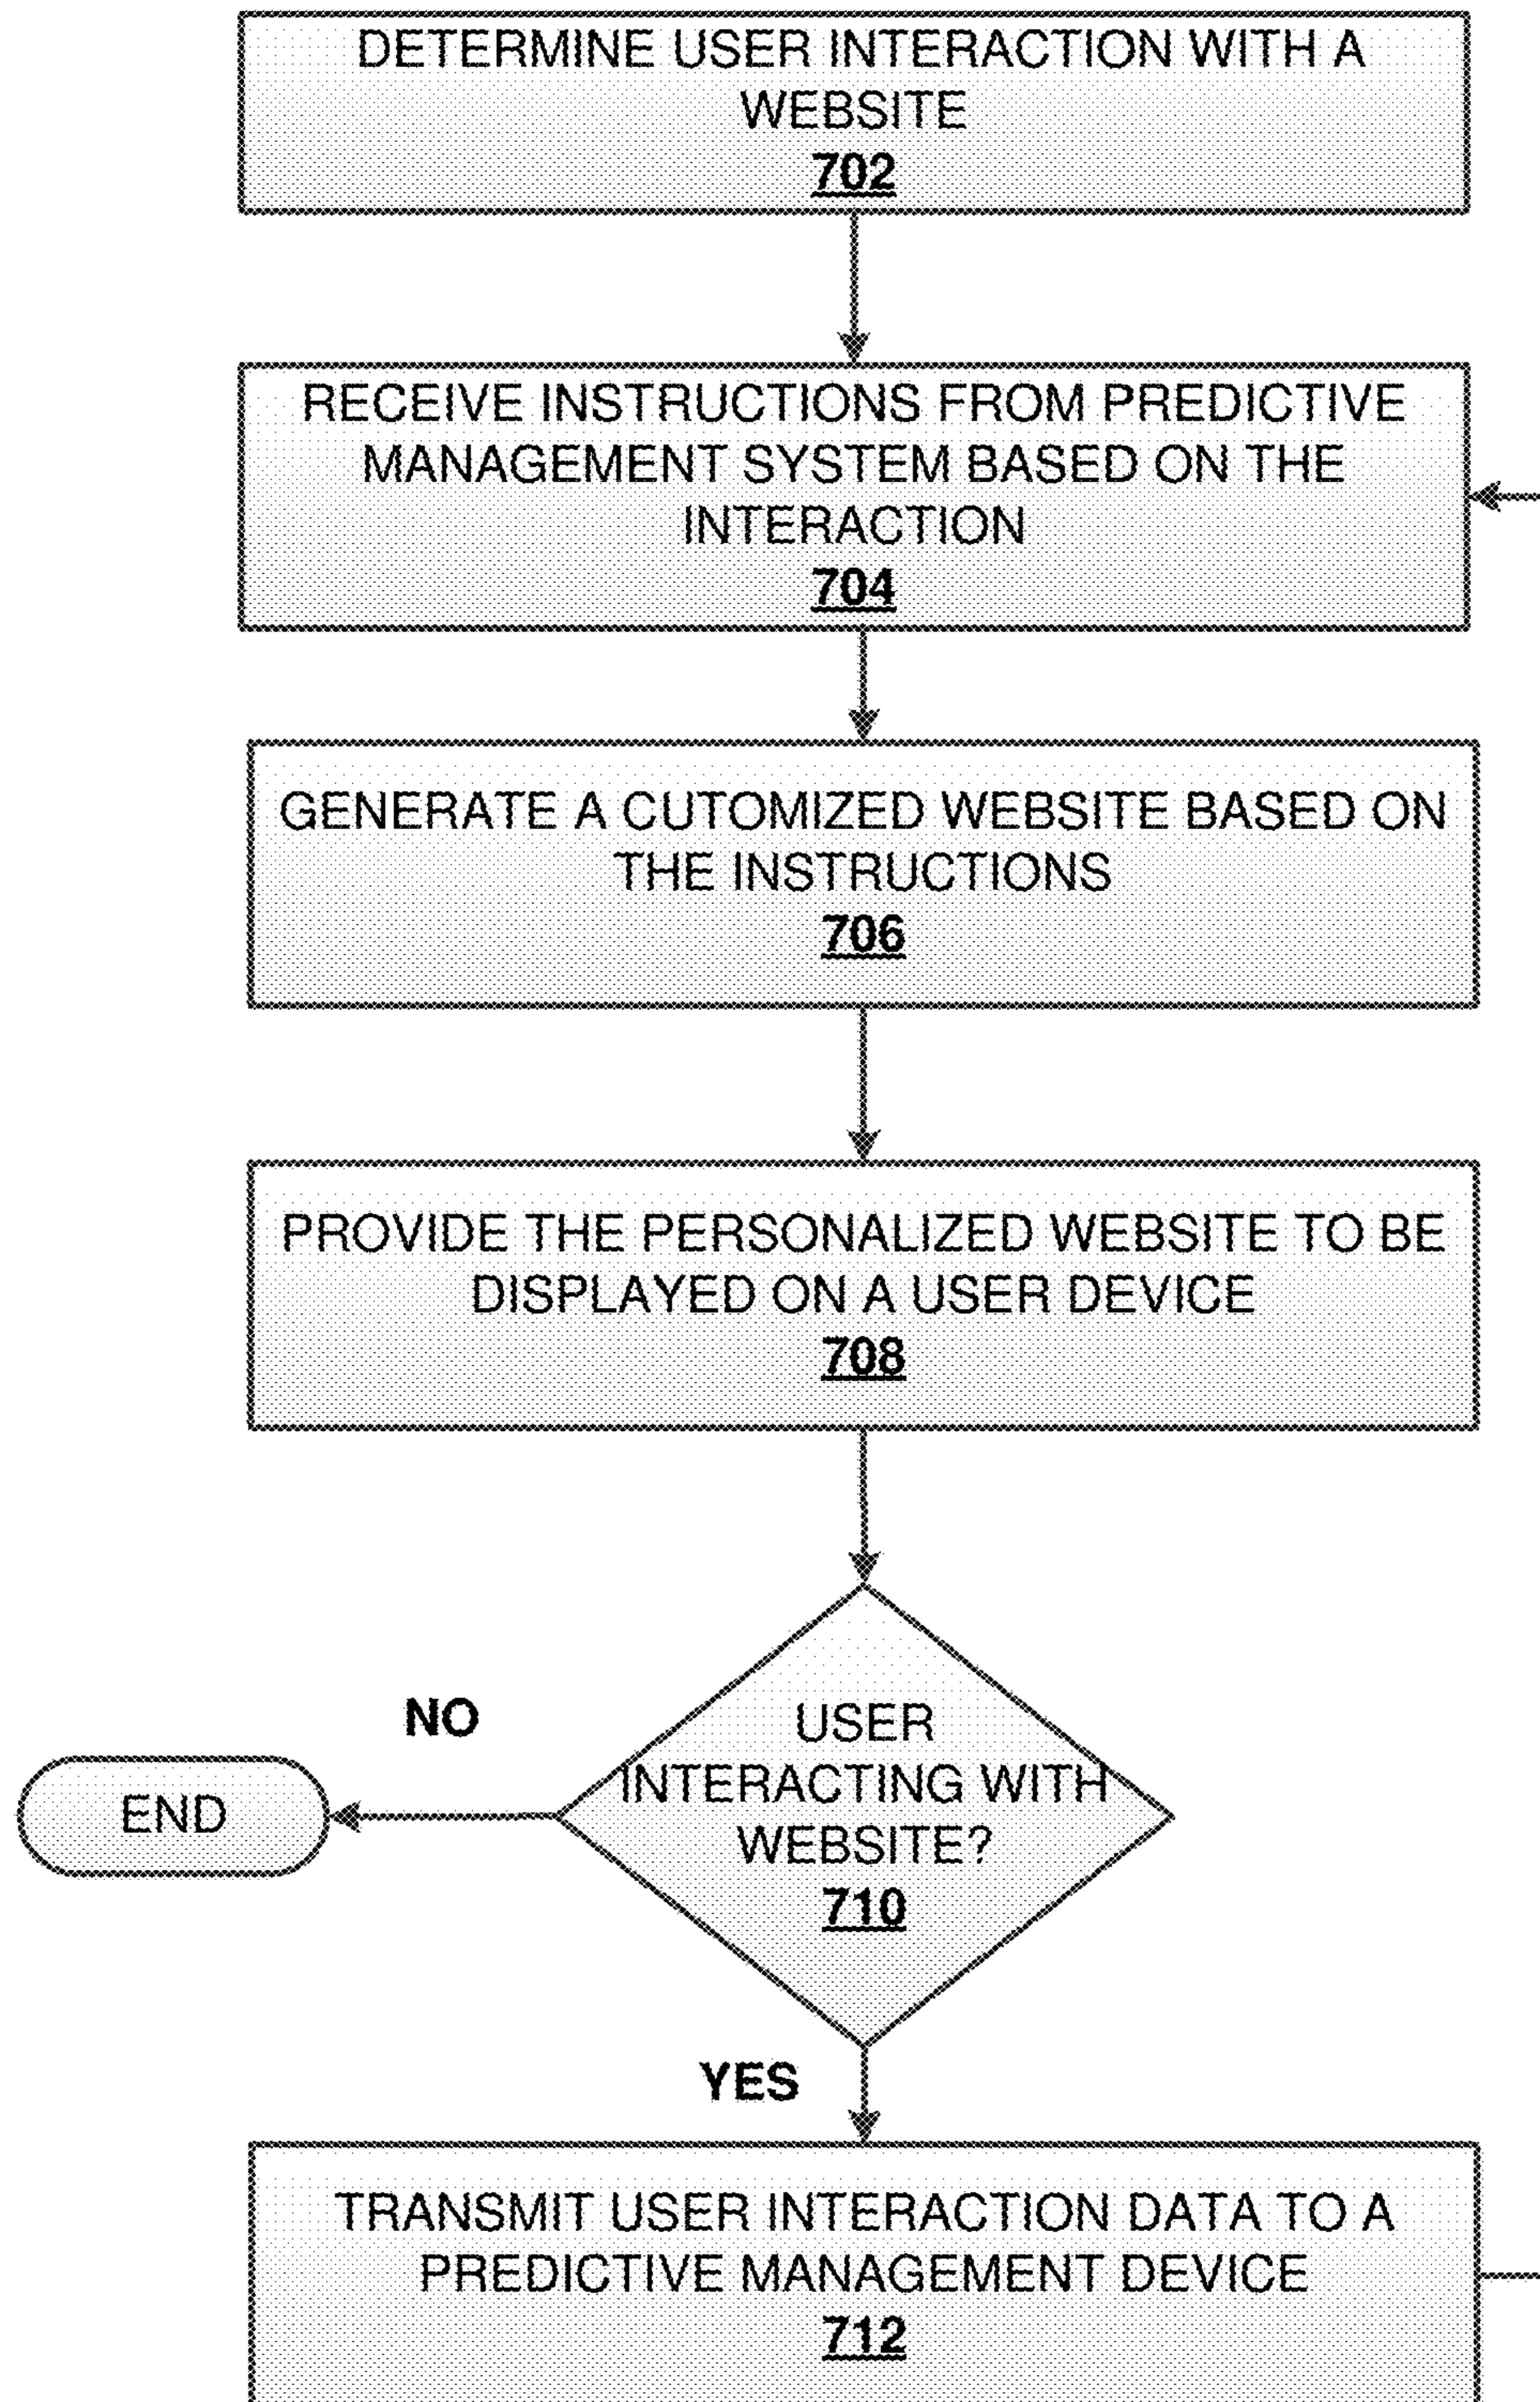 DETERMINE USER INTERACTION WITH A
WEBSITE
702
RECEIVE INSTRUCTIONS FROM PREDICTIVE
MANAGEMENT SYSTEM BASED ON THE
INTERACTION
704
GENERATE A CUTOMIZED WEBSITE BASED ON
THE INSTRUCTIONS
706
PROVIDE THE PERSONALIZED WEBSITE TO BE
DISPLAYED ON A USER DEVICE
708
NO
USER
INTERACTING WITH
WEBSITE?
710
END
YES
TRANSMIT USER INTERACTION DATA TO A
PREDICTIVE MANAGEMENT DEVICE
712